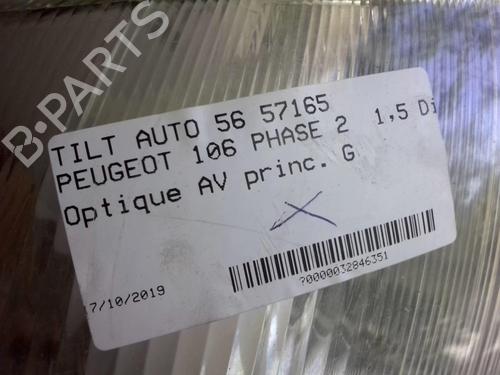 B-PARTS
TILT AUTO 56 57165
PEUGEOT 106 PHASE 2 1,5 Di
Optique AV princ. G
7/10/2019
?0000032846351